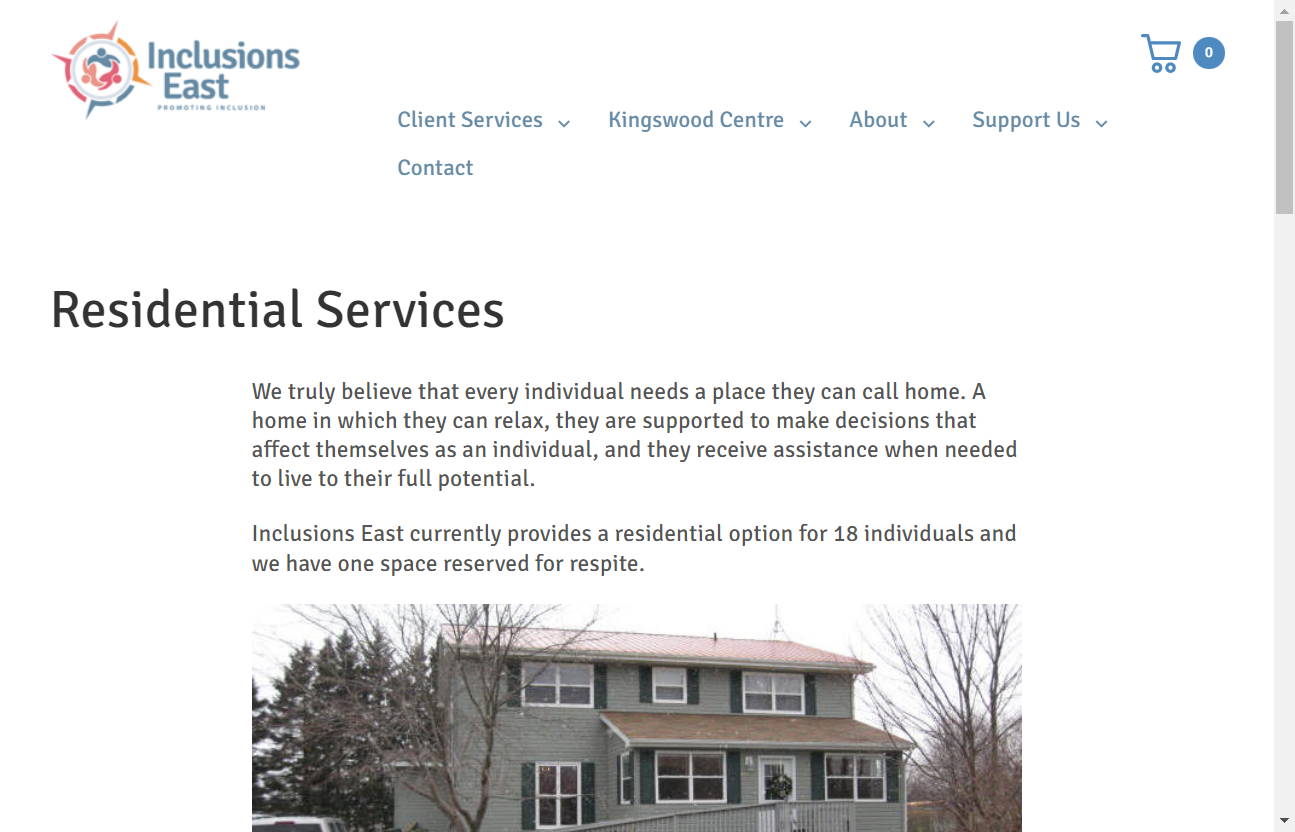 Inclusions
East
PROMOTING INCLUSION
0
Client Services
Kingswood Centre
About
Support Us
Contact
Residential Services
We truly believe that every individual needs a place they can call home. A
home in which they can relax, they are supported to make decisions that
affect themselves as an individual, and they receive assistance when needed
to live to their full potential.
Inclusions East currently provides a residential option for 18 individuals and
we have one space reserved for respite.